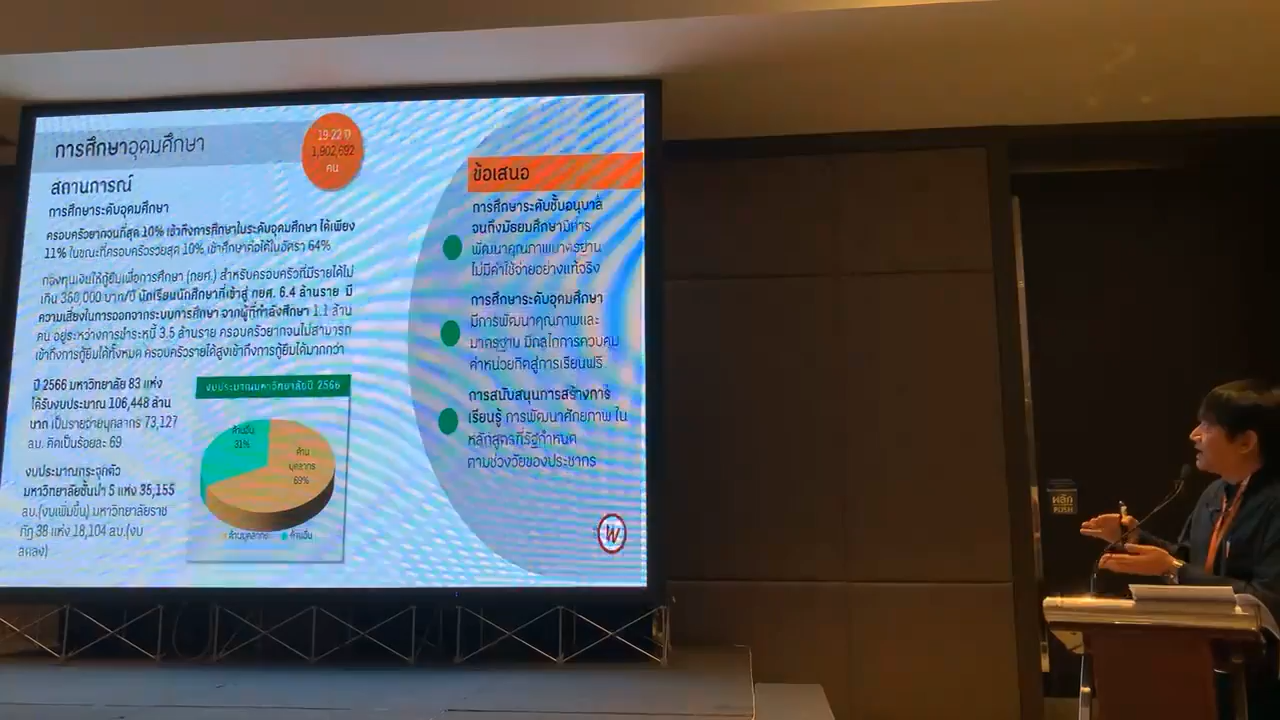 การศึกษาอุดมศึกษา
19-22 ปี
1,902,692
คน
สถานการณ์
การศึกษาระดับอุดมศึกษา
ครอบครัวยากจนที่สุด 10% เข้าถึงการศึกษาในระดับอุดมศึกษา ได้เพียง
11% ในขณะที่ครอบครัวรวยสุด 10% เข้าศึกษาต่อได้ในอัตรา 64%
กองทุนเงินให้กู้ยืมเพื่อการศึกษา (กยศ.) สำหรับครอบครัวที่มีรายได้ไม่
เกิน 360,000 บาท/ปี นักเรียนนักศึกษาที่เข้าสู่ กยศ. 6.4 ล้านราย มี
ความเสี่ยงในการออกจากระบบการศึกษา จากผู้ที่กำลังศึกษา 1.1 ล้าน
คน อยู่ระหว่างการชำระหนี้ 3.5 ล้านราย ครอบครัวยากจนไม่สามารถ
เข้าถึงการกู้ยืมได้ทั้งหมด ครอบครัวรายได้สูงเข้าถึงการกู้ยืมได้มากกว่า
ปี 2566 มหาวิทยาลัย 83 แห่ง
ได้รับงบประมาณ 106,448 ล้าน
บาท เป็นรายจ่ายบุคลากร 73,127
ลบ. คิดเป็นร้อยละ 69
งบประมาณกระจุกตัว
มหาวิทยาลัยชั้นนำ 5 แห่ง 35,155
ลบ.(งบเพิ่มขึ้น) มหาวิทยาลัยราช
ภัฏ 38 แห่ง 18,104 ลบ.(งบ
ลดลง)
งบประมาณมหาวิทยาลัยปี 2566
ด้านอื่น
31%
ด้าน
บุคลากร
69%
ด้านบุคลากร ด้านอื่น
ข้อเสนอ
การศึกษาระดับชั้นอนุบาล
จนถึงมัธยมศึกษามีการ
พัฒนาคุณภาพมาตรฐาน
ไม่มีค่าใช้จ่ายอย่างแท้จริง
การศึกษาระดับอุดมศึกษา
มีการพัฒนาคุณภาพและ
มาตรฐาน มีกลไกการควบคุม
ค่าหน่วยกิตสู่การเรียนฟรี
การสนับสนุนการสร้างการ
เรียนรู้ การพัฒนาศักยภาพ ใน
หลักสูตรที่รัฐกำหนด
ตามช่วงวัยของประชากร
W
ผลัก
PUSH